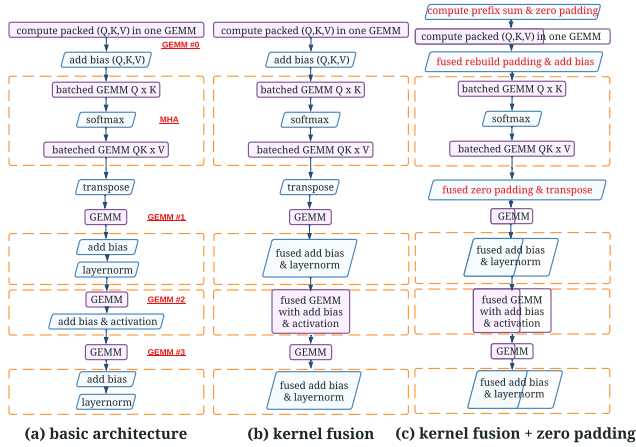 compute packed (Q,K,V) in one GEMM
GEMM #0
add bias (Q,K,V)
batched GEMM Q x K
softmax
MHA
bateched GEMM QK x V
transpose
GEMM
GEMM #1
add bias
layernorm
GEMM
GEMM #2
add bias & activation
GEMM
GEMM #3
add bias
layernorm
(a) basic architecture
compute packed (Q,K,V) in one GEMM
add bias (Q,K,V)
batched GEMM Q x K
softmax
batched GEMM QK x V
transpose
GEMM
fused add bias
& layernorm
fused GEMM
with add bias
& activation
GEMM
fused add bias
& layernorm
(b) kernel fusion
compute prefix sum & zero padding
compute packed (Q,K,V) in one GEMM
fused rebuild padding & add bias
batched GEMM Q x K
softmax
batched GEMM QK x V
fused zero padding & transpose
GEMM
fused add bias
& layernorm
fused GEMM
with add bias
& activation
GEMM
fused add bias
& layernorm
(c) kernel fusion + zero padding